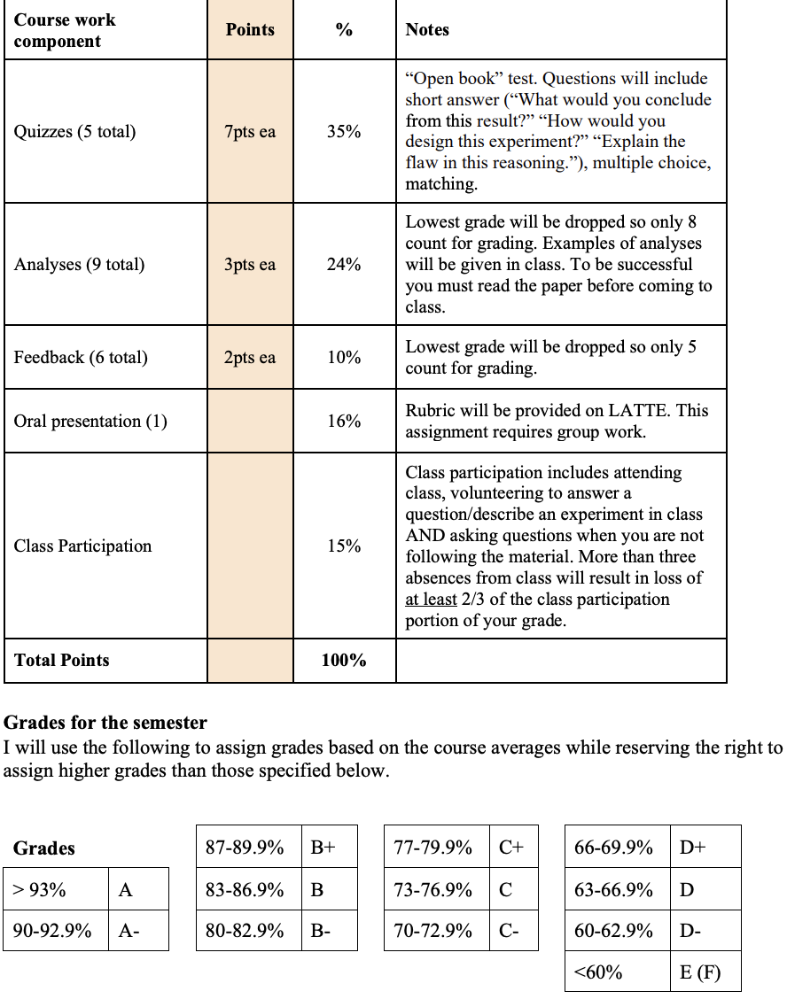 Course work
component
Points
%
Notes
Quizzes (5 total)
7pts ea
35%
“Open book” test. Questions will include
short answer (“What would you conclude
from this result?” “How would you
design this experiment?” “Explain the
flaw in this reasoning.”), multiple choice,
matching.
Analyses (9 total)
3pts ea
24%
Lowest grade will be dropped so only 8
count for grading. Examples of analyses
will be given in class. To be successful
you must read the paper before coming to
class.
Feedback (6 total)
2pts ea
10%
Lowest grade will be dropped so only 5
count for grading.
Oral presentation (1)
16%
Rubric will be provided on LATTE. This
assignment requires group work.
Class Participation
15%
Class participation includes attending
class, volunteering to answer a
question/describe an experiment in class
AND asking questions when you are not
following the material. More than three
absences from class will result in loss of
at least 2/3 of the class participation
portion of your grade.
Total Points
100%
Grades for the semester
I will use the following to assign grades based on the course averages while reserving the right to
assign higher grades than those specified below.
Grades
> 93% A
90-92.9% A-
87-89.9% B+
83-86.9% B
80-82.9% B-
77-79.9% C+
73-76.9% C
70-72.9% C-
66-69.9% D+
63-66.9% D
60-62.9% D-
<60% E (F)